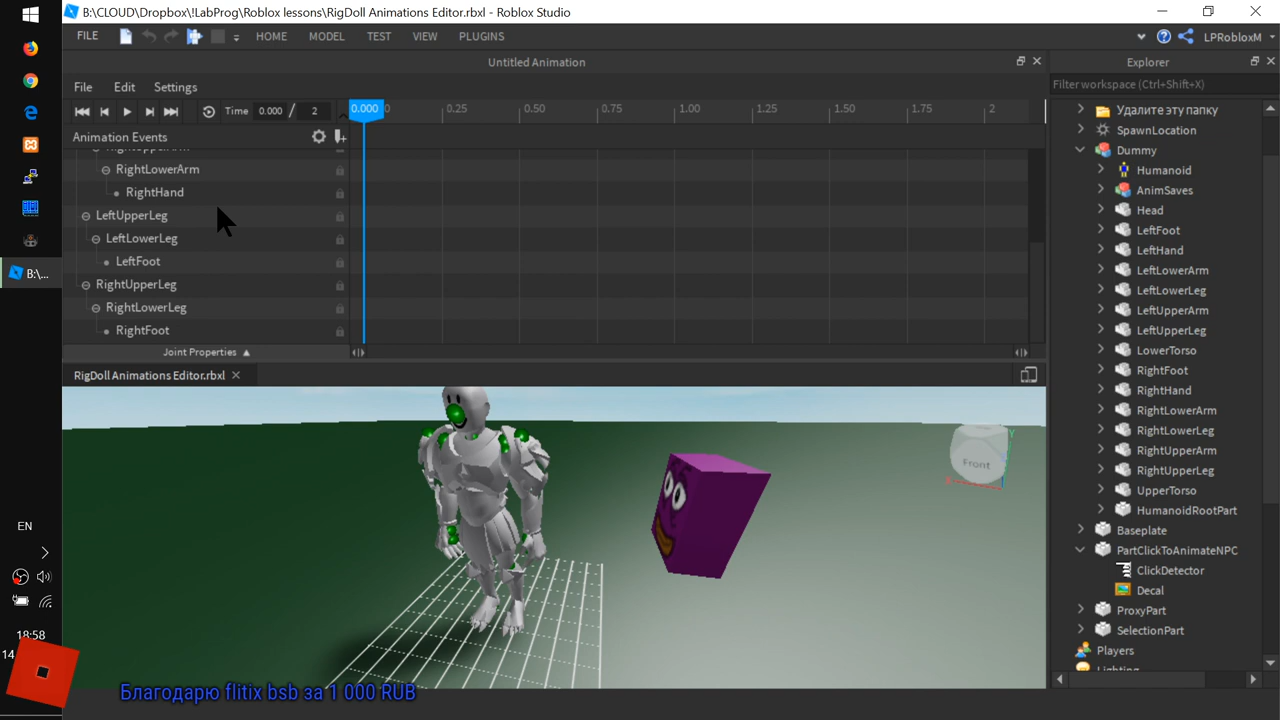 B:\CLOUD\Dropbox\!LabProg\Roblox lessons\RigDoll Animations Editor.rbxl - Roblox Studio
FILE
HOME
MODEL
TEST
VIEW
PLUGINS
LPRobloxM
Untitled Animation
Explorer
File
Edit
Settings
Filter workspace (Ctrl+Shift+X)
Time
0.000
/
2
0.000
0
0.25
0.50
0.75
1.00
1.25
1.50
1.75
2
Animation Events
RightUpperArm
RightLowerArm
RightHand
LeftUpperLeg
LeftLowerLeg
LeftFoot
RightUpperLeg
RightLowerLeg
RightFoot
Joint Properties
RigDoll Animations Editor.rbxl
Front
Y
Удалите эту папку
SpawnLocation
Dummy
Humanoid
AnimSaves
Head
LeftFoot
LeftHand
LeftLowerArm
LeftLowerLeg
LeftUpperArm
LeftUpperLeg
LowerTorso
RightFoot
RightHand
RightLowerArm
RightLowerLeg
RightUpperArm
RightUpperLeg
UpperTorso
HumanoidRootPart
Baseplate
PartClickToAnimateNPC
ClickDetector
Decal
ProxyPart
SelectionPart
Players
Lighting
B:\...
EN
18:58
14
Благодарю flitix bsb за 1 000 RUB